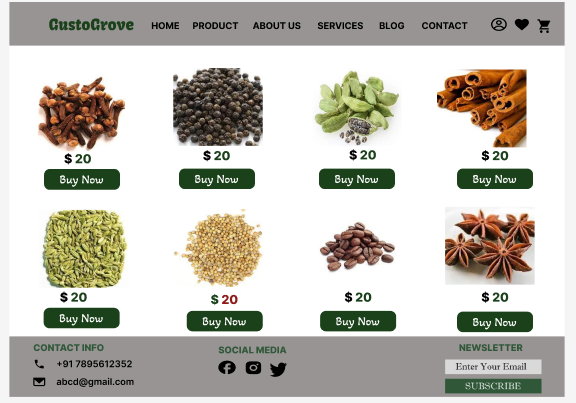 GustoGrove HOME PRODUCT ABOUT US SERVICES BLOG CONTACT
$ 20 $ 20 $ 20 $ 20
Buy Now Buy Now Buy Now Buy Now
$ 20 $ 20 $ 20 $ 20
Buy Now Buy Now Buy Now Buy Now
CONTACT INFO
+91 7895612352
abcd@gmail.com
SOCIAL MEDIA
NEWSLETTER
Enter Your Email
SUBSCRIBE